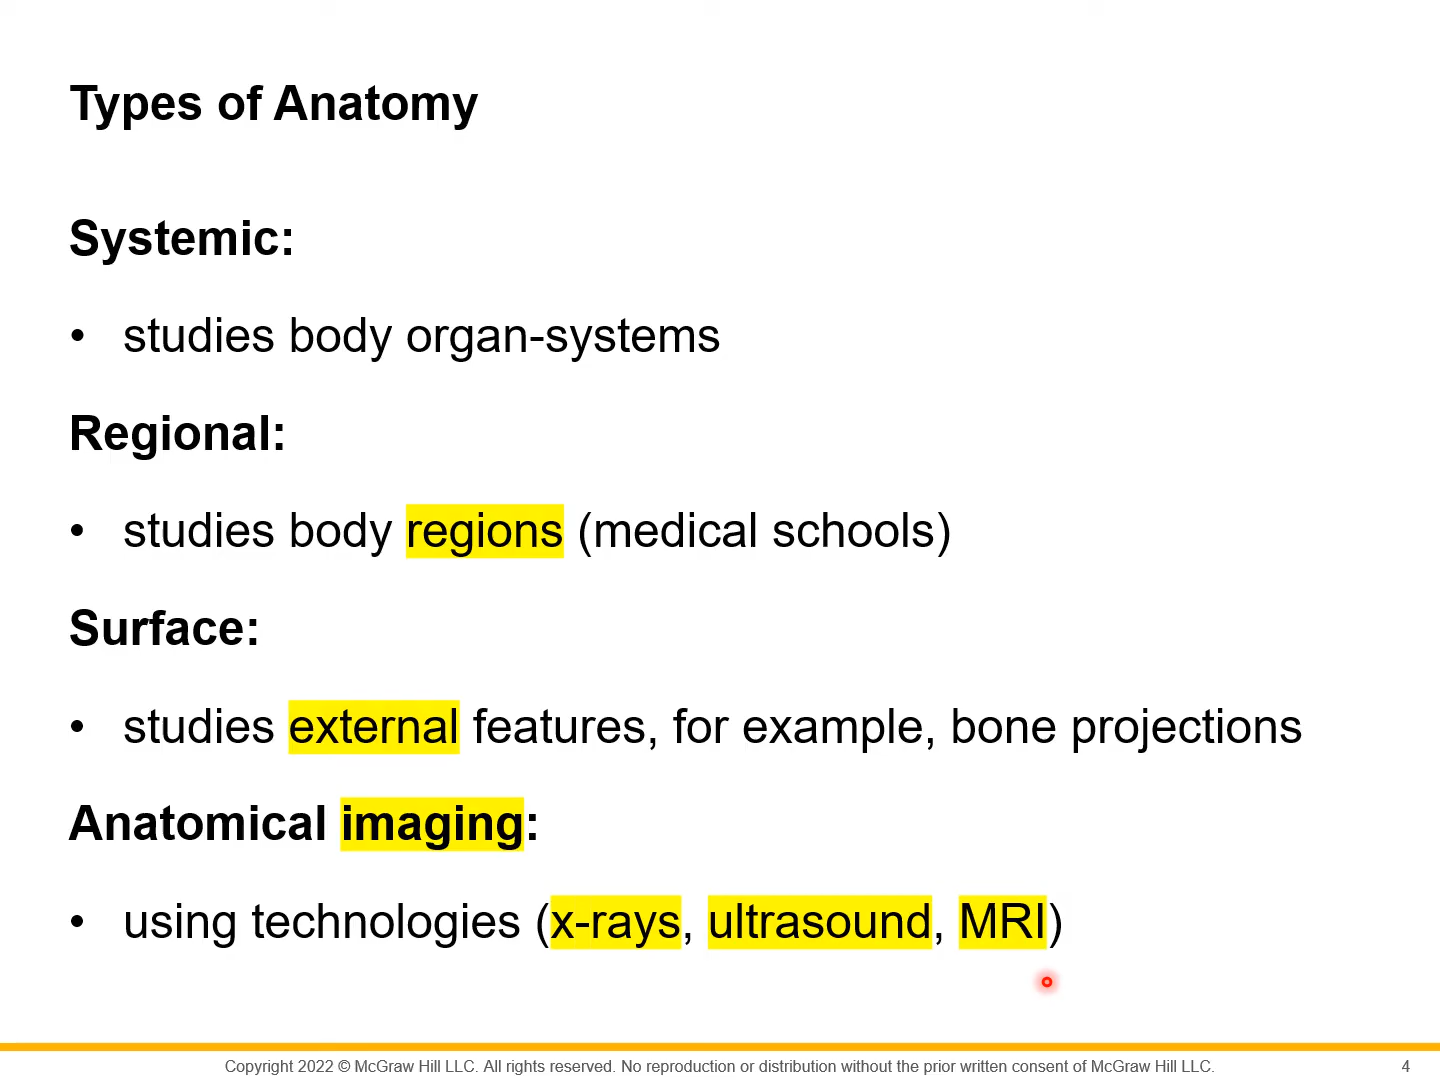 Types of Anatomy
Systemic:
• studies body organ-systems
Regional:
• studies body regions (medical schools)
Surface:
• studies external features, for example, bone projections
Anatomical imaging:
• using technologies (x-rays, ultrasound, MRI)
Copyright 2022 © McGraw Hill LLC. All rights reserved. No reproduction or distribution without the prior written consent of McGraw Hill LLC. 4